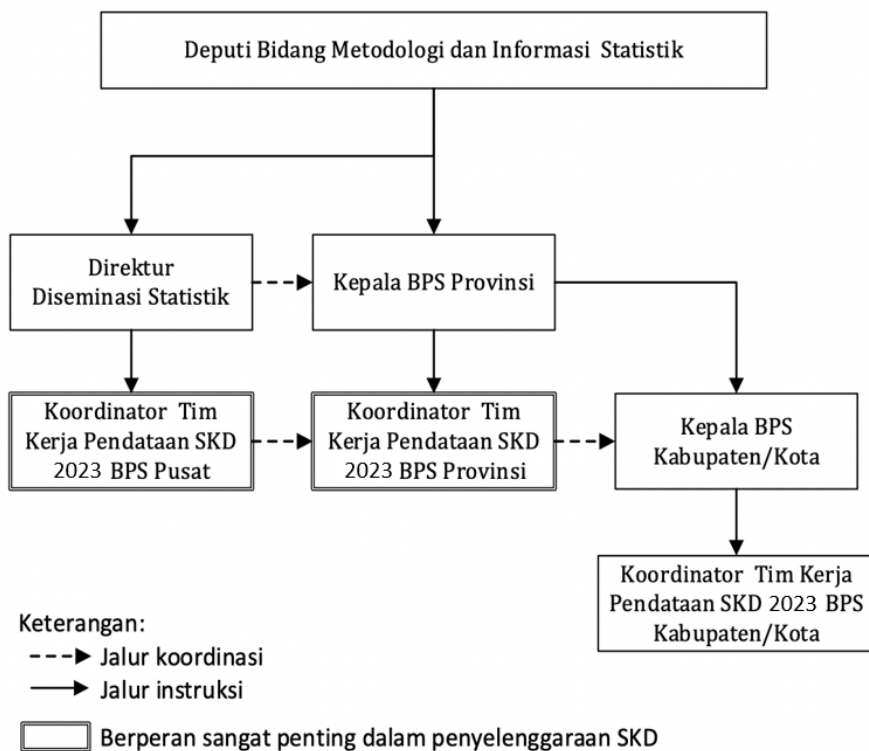 Deputi Bidang Metodologi dan Informasi Statistik
Direktur
Diseminasi Statistik
Kepala BPS Provinsi
Koordinator Tim
Kerja Pendataan SKD
2023 BPS Pusat
Koordinator Tim
Kerja Pendataan SKD
2023 BPS Provinsi
Kepala BPS
Kabupaten/Kota
Koordinator Tim Kerja
Pendataan SKD 2023 BPS
Kabupaten/Kota
Keterangan:
Jalur koordinasi
Jalur instruksi
Berperan sangat penting dalam penyelenggaraan SKD